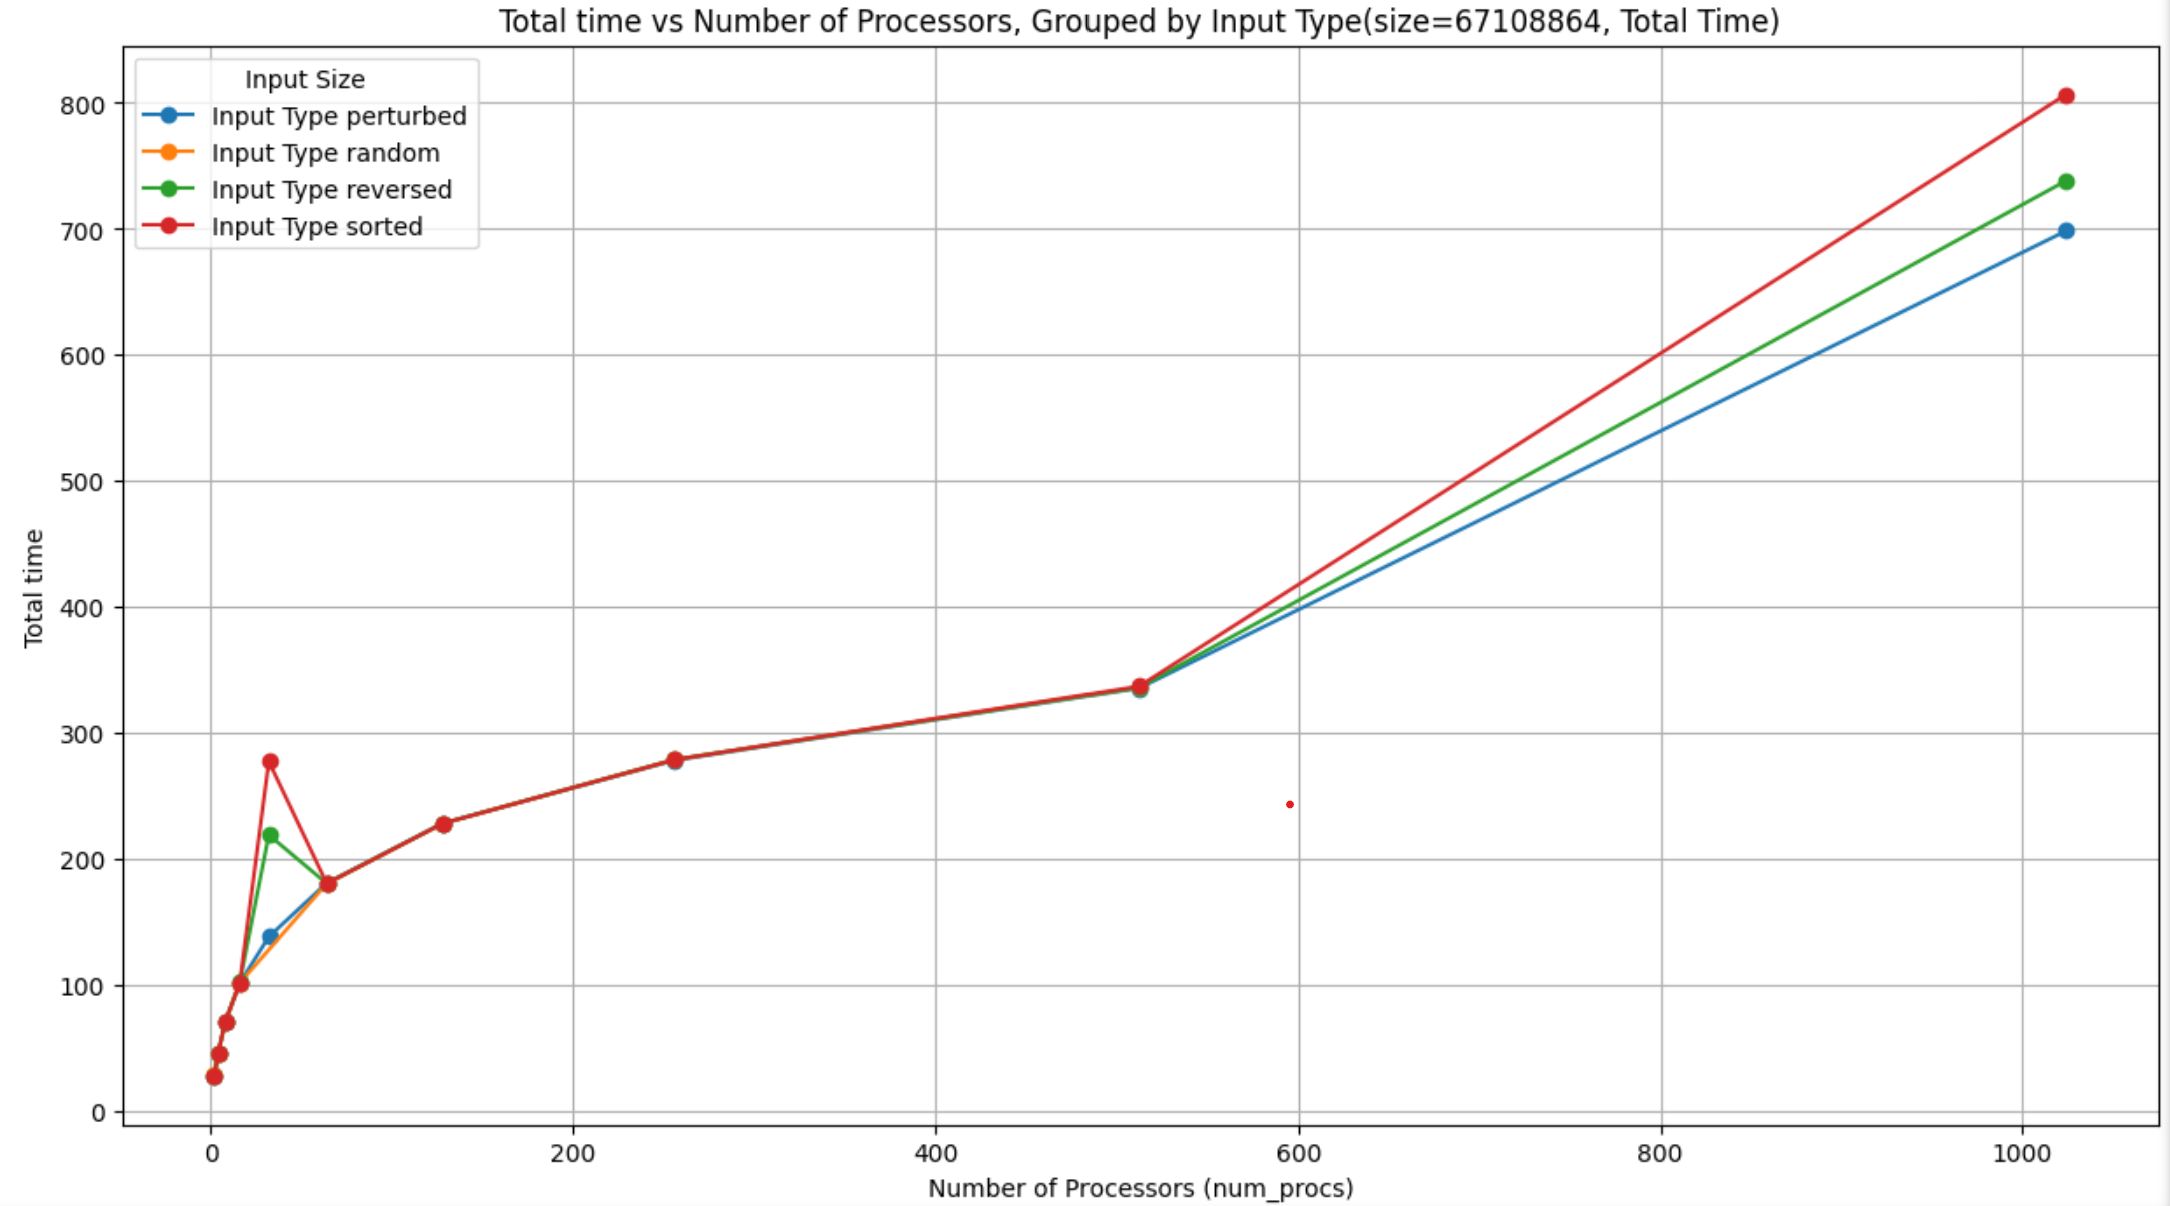 Total time vs Number of Processors, Grouped by Input Type(size=67108864, Total Time)
Input Size
Input Type perturbed
Input Type random
Input Type reversed
Input Type sorted
800
700
600
500
400
300
200
100
0
Total time
0 200 400 600 800 1000
Number of Processors (num_procs)